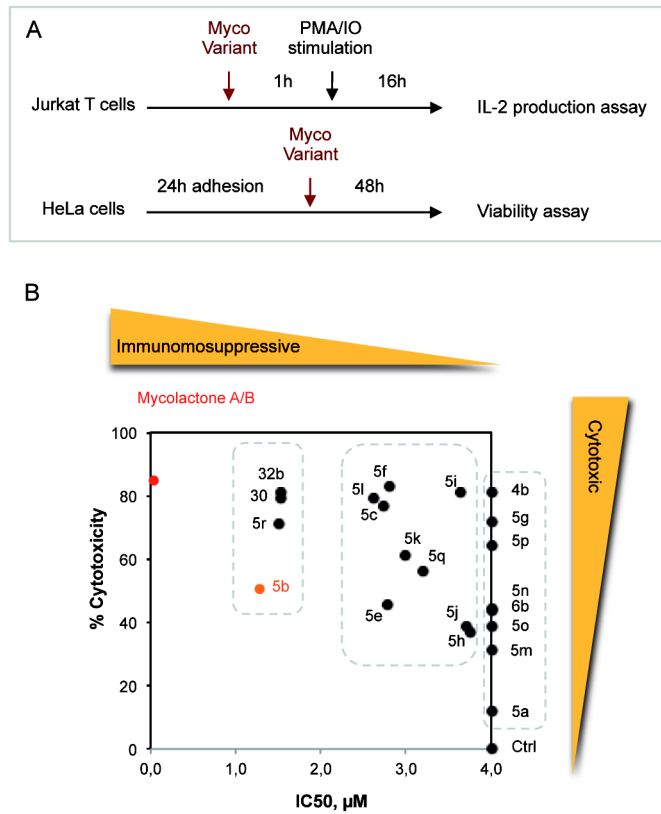 A
Myco
Variant
PMA/IO
stimulation
1h
16h
Jurkat T cells
IL-2 production assay
Myco
Variant
24h adhesion
48h
HeLa cells
Viability assay
B
Immunomosuppressive
Mycolactone A/B
Cytotoxic
% Cytotoxicity
100
80
60
40
20
0
32b
30
5r
5b
5f
5l
5c
5i
5k
5q
5e
5j
5h
4b
5g
5p
5n
6b
5o
5m
5a
Ctrl
0,0
1,0
2,0
3,0
4,0
IC50, µM